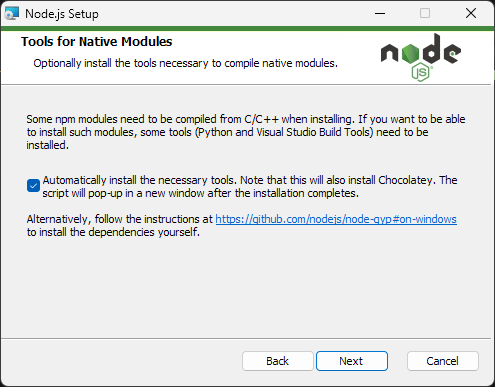 Node.js Setup
Tools for Native Modules
Optionally install the tools necessary to compile native modules.
node
JS
Some npm modules need to be compiled from C/C++ when installing. If you want to be able
to install such modules, some tools (Python and Visual Studio Build Tools) need to be
installed.
Automatically install the necessary tools. Note that this will also install Chocolatey. The
script will pop-up in a new window after the installation completes.
Alternatively, follow the instructions at https://github.com/nodejs/node-gyp#on-windows
to install the dependencies yourself.
Back
Next
Cancel